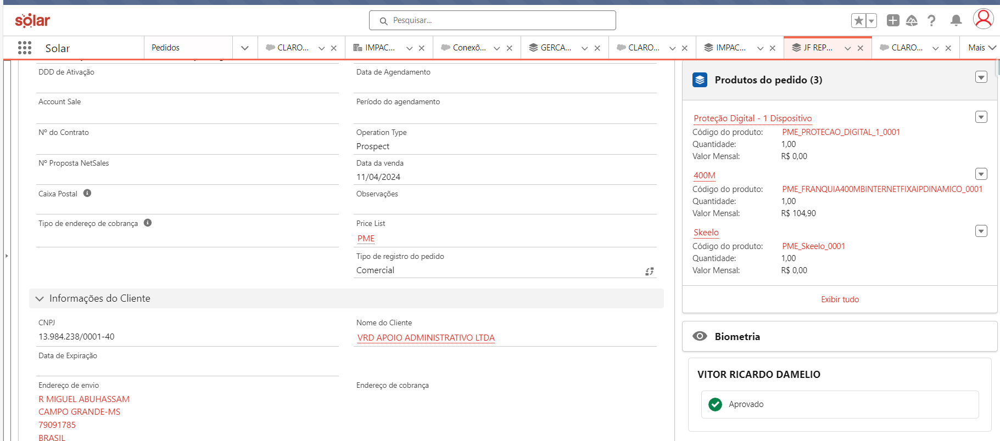 solar
Pesquisar...
Solar
Pedidos
CLARO...
IMPAC...
Conexõ...
GERCA...
CLARO...
IMPAC...
JF REP...
CLARO...
Mais
DDD de Ativação
Data de Agendamento
Account Sale
Período do agendamento
Nº do Contrato
Operation Type
Prospect
Nº Proposta NetSales
Data da venda
11/04/2024
Caixa Postal
Observações
Tipo de endereço de cobrança
Price List
PME
Tipo de registro do pedido
Comercial
Informações do Cliente
CNPJ
13.984.238/0001-40
Nome do Cliente
VRD APOIO ADMINISTRATIVO LTDA
Data de Expiração
Endereço de envio
R MIGUEL ABUHASSAM
CAMPO GRANDE-MS
79091785
BRASIL
Endereço de cobrança
Produtos do pedido (3)
Proteção Digital - 1 Dispositivo
Código do produto: PME_PROTECAO_DIGITAL_1_0001
Quantidade: 1,00
Valor Mensal: R$ 0,00
400M
Código do produto: PME_FRANQUIA400MBINTERNETFIXAIPDINAMICO_0001
Quantidade: 1,00
Valor Mensal: R$ 104,90
Skeelo
Código do produto: PME_Skeelo_0001
Quantidade: 1,00
Valor Mensal: R$ 0,00
Exibir tudo
Biometria
VITOR RICARDO DAMELIO
Aprovado